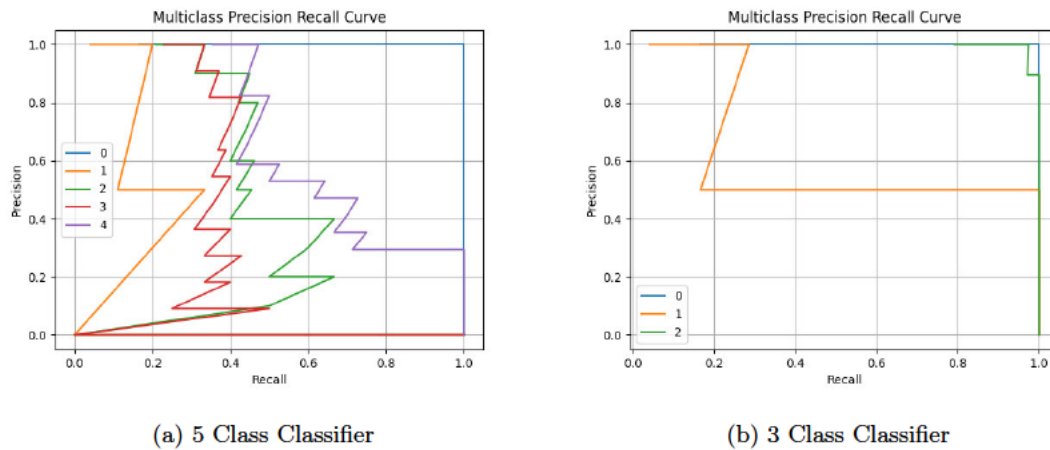 Multiclass Precision Recall Curve
1.0
0.8
0.6
0.4
0.2
0.0
Precision
0
1
2
3
4
0.0 0.2 0.4 0.6 0.8 1.0
Recall
(a) 5 Class Classifier
Multiclass Precision Recall Curve
1.0
0.8
0.6
0.4
0.2
0.0
Precision
0
1
2
0.0 0.2 0.4 0.6 0.8 1.0
Recall
(b) 3 Class Classifier